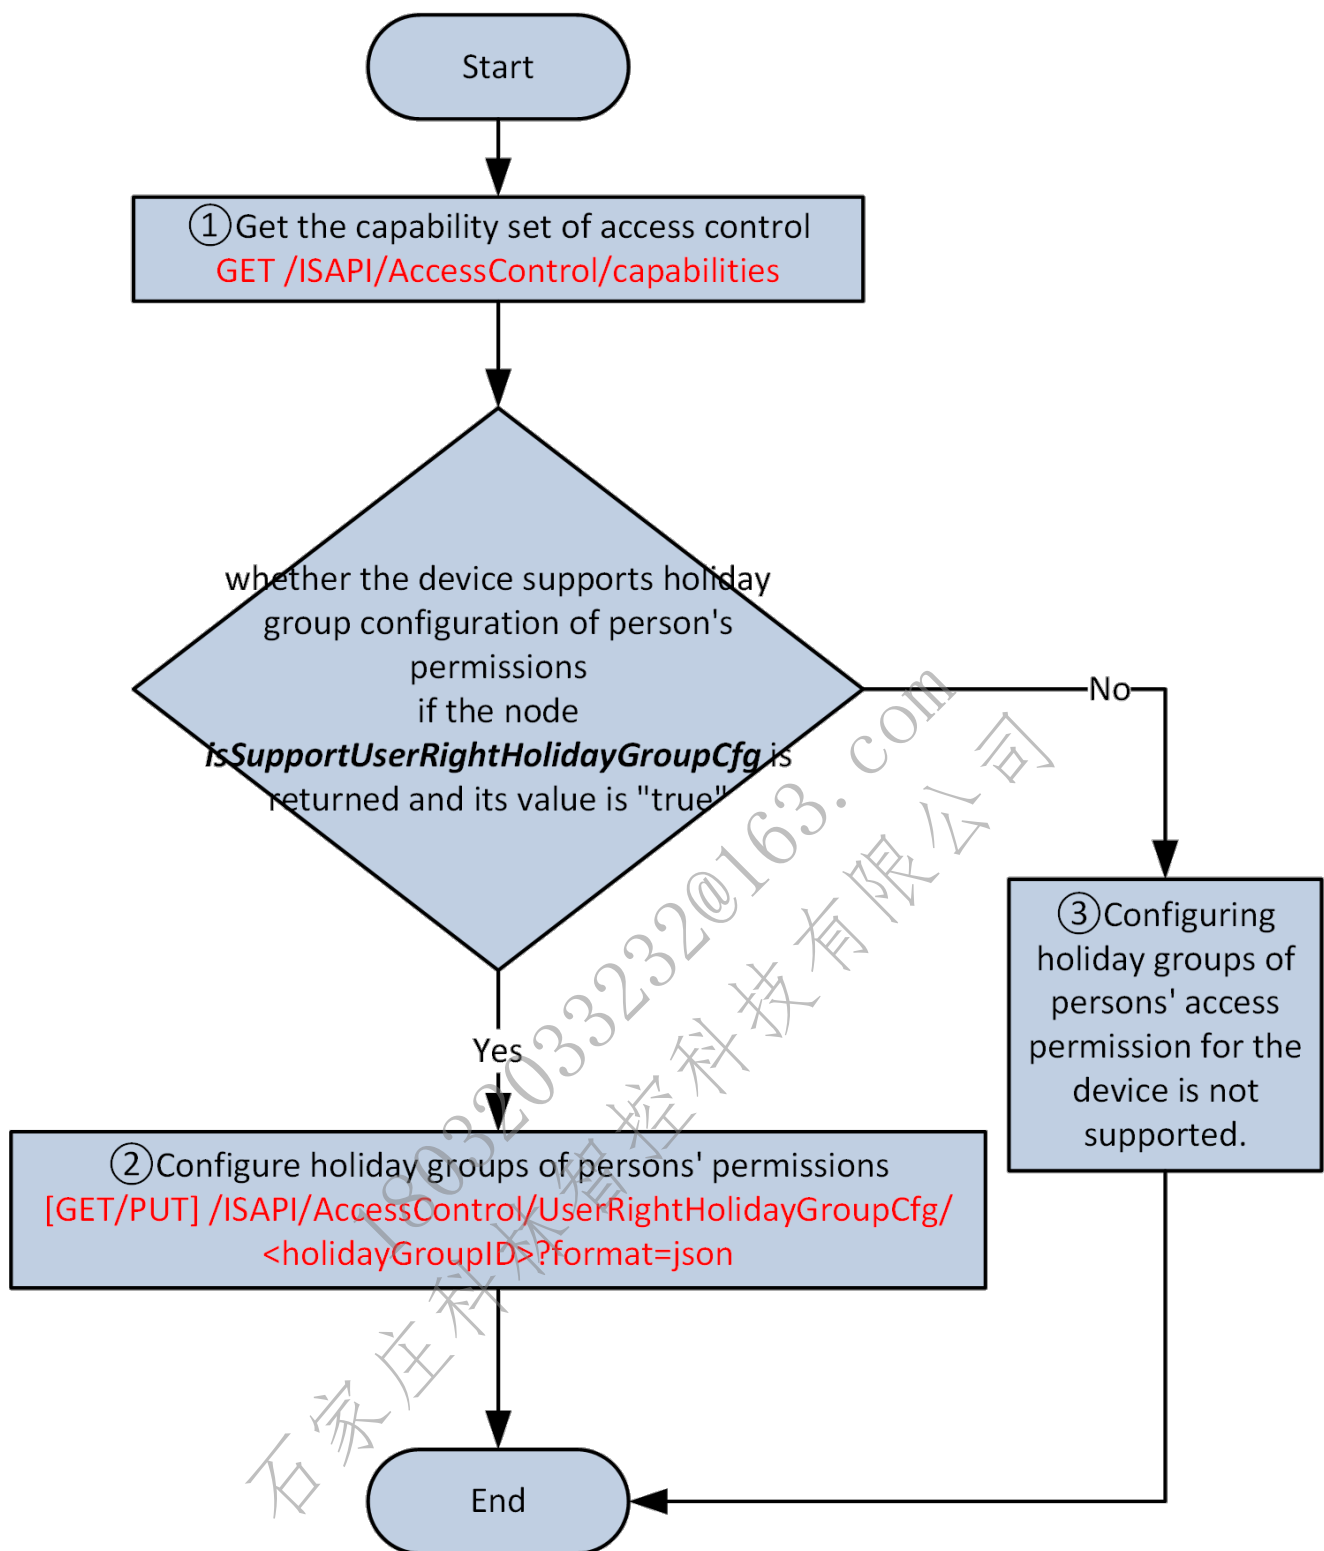 Start
①Get the capability set of access control
GET /ISAPI/AccessControl/capabilities
whether the device supports holiday
group configuration of person's
permissions
if the node
isSupportUserRightHolidayGroupCfg is
returned and its value is "true"
No
Yes
③Configuring
holiday groups of
persons' access
permission for the
device is not
supported.
②Configure holiday groups of persons' permissions
[GET/PUT] /ISAPI/AccessControl/UserRightHolidayGroupCfg/
<holidayGroupID>?format=json
End
18032033232@163.com
石家庄科林智控科技有限公司